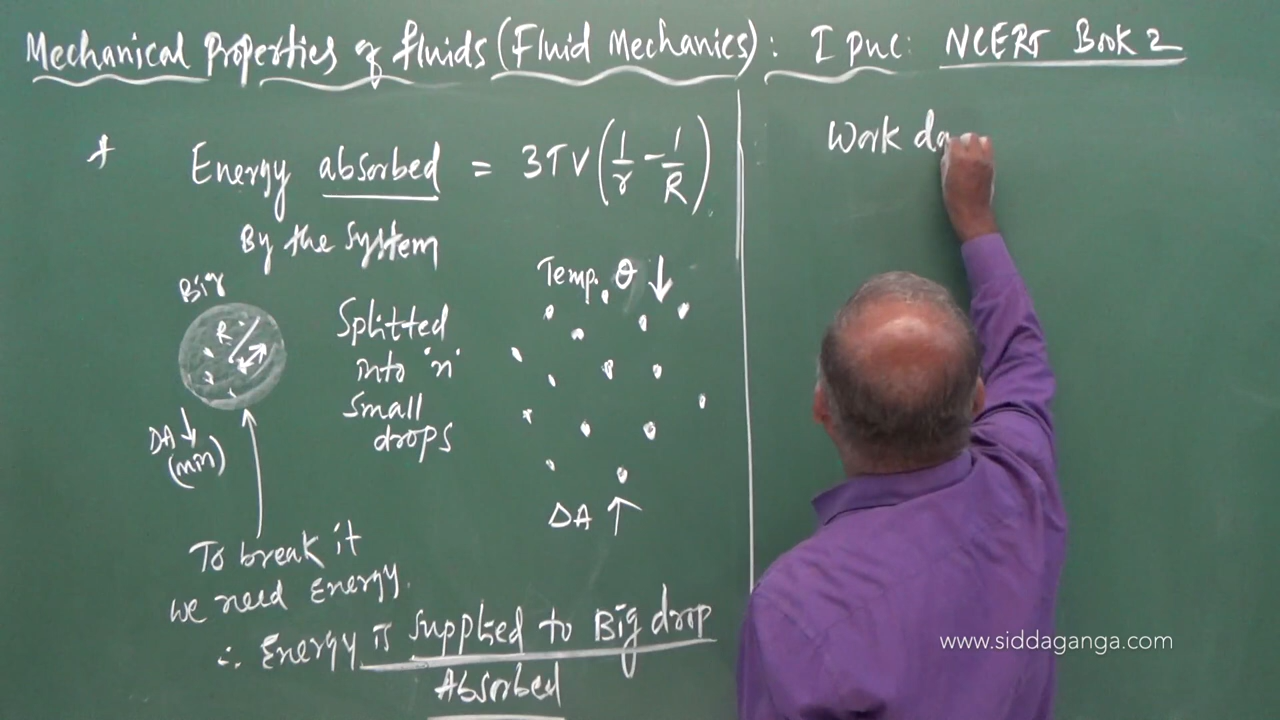 Mechanical Properties of fluids (Fluid Mechanics): I PUC: NCERT Book 2
+ Energy absorbed = 3TV(1/r - 1/R)
By the system
Big
R
ΔA↓
(min)
Splitted
into 'n'
small
drops
Temp. θ ↓
ΔA ↑
To break it
we need Energy.
∴ Energy is supplied to Big drop
Absorbed
Work do
www.siddaganga.com